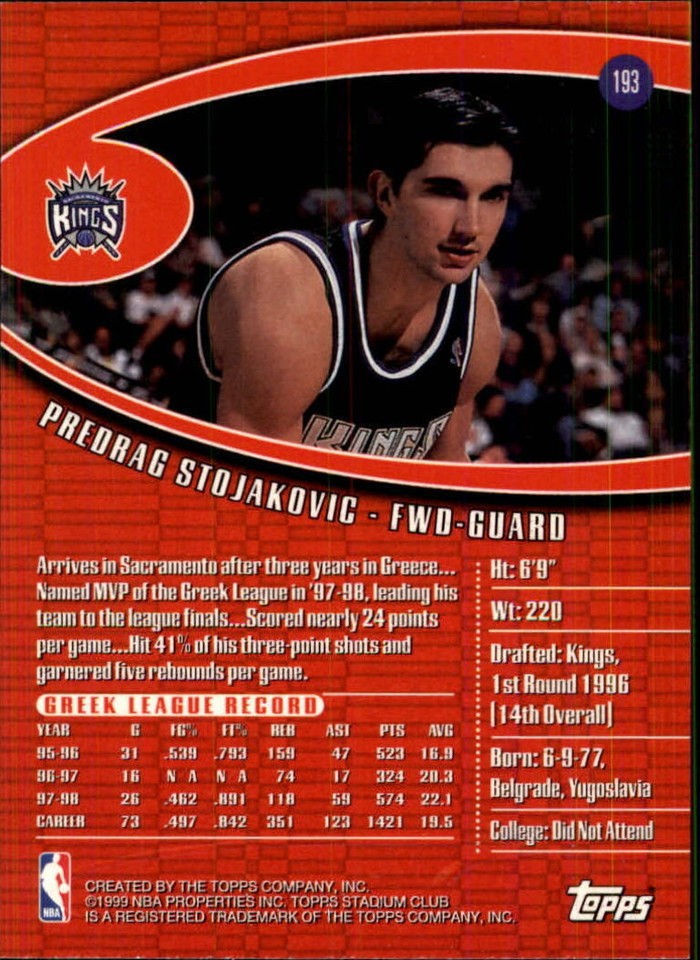 193
SACRAMENTO
KINGS
KINGS
PREDRAG STOJAKOVIC - FWD-GUARD
Arrives in Sacramento after three years in Greece...
Named MVP of the Greek League in '97-98, leading his
team to the league finals...Scored nearly 24 points
per game...Hit 41% of his three-point shots and
garnered five rebounds per game.
GREEK LEAGUE RECORD
YEAR G FG% FT% REB AST PTS AVG
95-96 31 .539 .793 159 47 523 16.9
96-97 16 N A N A 74 17 324 20.3
97-98 26 .462 .891 118 59 574 22.1
CAREER 73 .497 .842 351 123 1421 19.5
Ht: 6'9"
Wt: 220
Drafted: Kings,
1st Round 1996
(14th Overall)
Born: 6-9-77,
Belgrade, Yugoslavia
College: Did Not Attend
NBA
CREATED BY THE TOPPS COMPANY, INC.
©1999 NBA PROPERTIES INC. TOPPS STADIUM CLUB
IS A REGISTERED TRADEMARK OF THE TOPPS COMPANY, INC.
Topps